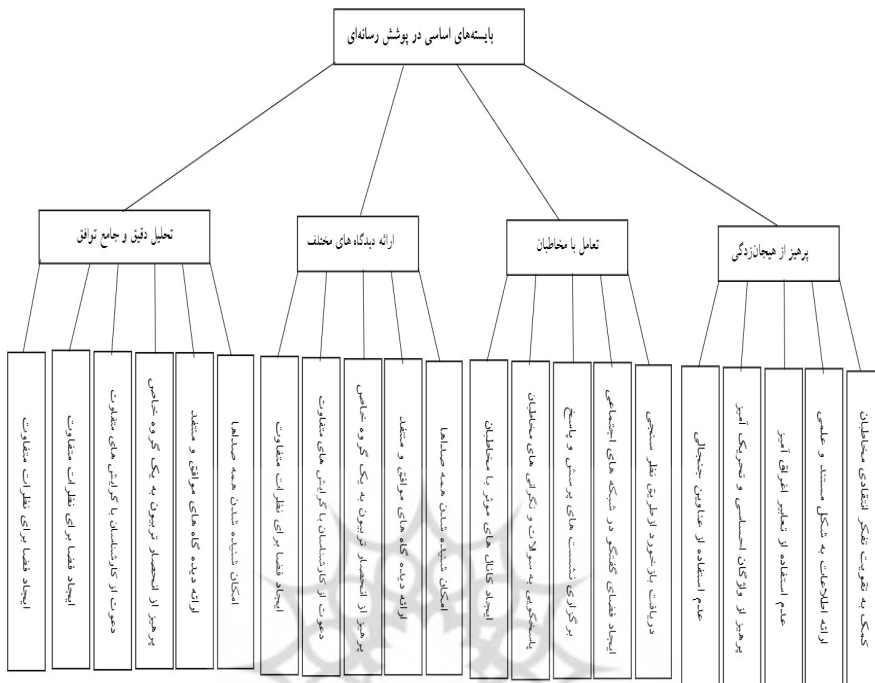 بایسته‌های اساسی در پوشش رسانه‌ای
پرهیز از هیجان‌زدگی
تعامل با مخاطبان
ارائه دیدگاه های مختلف
تحلیل دقیق و جامع توافق
کمک به تقویت تفکر انتقادی مخاطبان
ارائه اطلاعات به شکل مستند و علمی
عدم استفاده از تعابیر اغراق آمیز
پرهیز از واژگان احساسی و تحریک آمیز
عدم استفاده از عناوین جنجالی
دریافت بازخورد ازطریق نظر سنجی
ایجاد فضای گفتگو در شبکه های اجتماعی
برگزاری نشست های پرسش و پاسخ
پاسخگویی به سوالات و نگرانی های مخاطبان
ایجاد کانال های موثر با مخاطبان
امکان شنیده شدن همه صداها
ارائه دیده گاه های موافق و منتقد
پرهیز از انحصار تریبون به یک گروه خاص
دعوت از کارشناسان با گرایش های متفاوت
ایجاد فضا برای نظرات متفاوت
امکان شنیده شدن همه صداها
ارائه دیده گاه های موافق و منتقد
پرهیز از انحصار تریبون به یک گروه خاص
دعوت از کارشناسان با گرایش های متفاوت
ایجاد فضا برای نظرات متفاوت
ایجاد فضا برای نظرات متفاوت